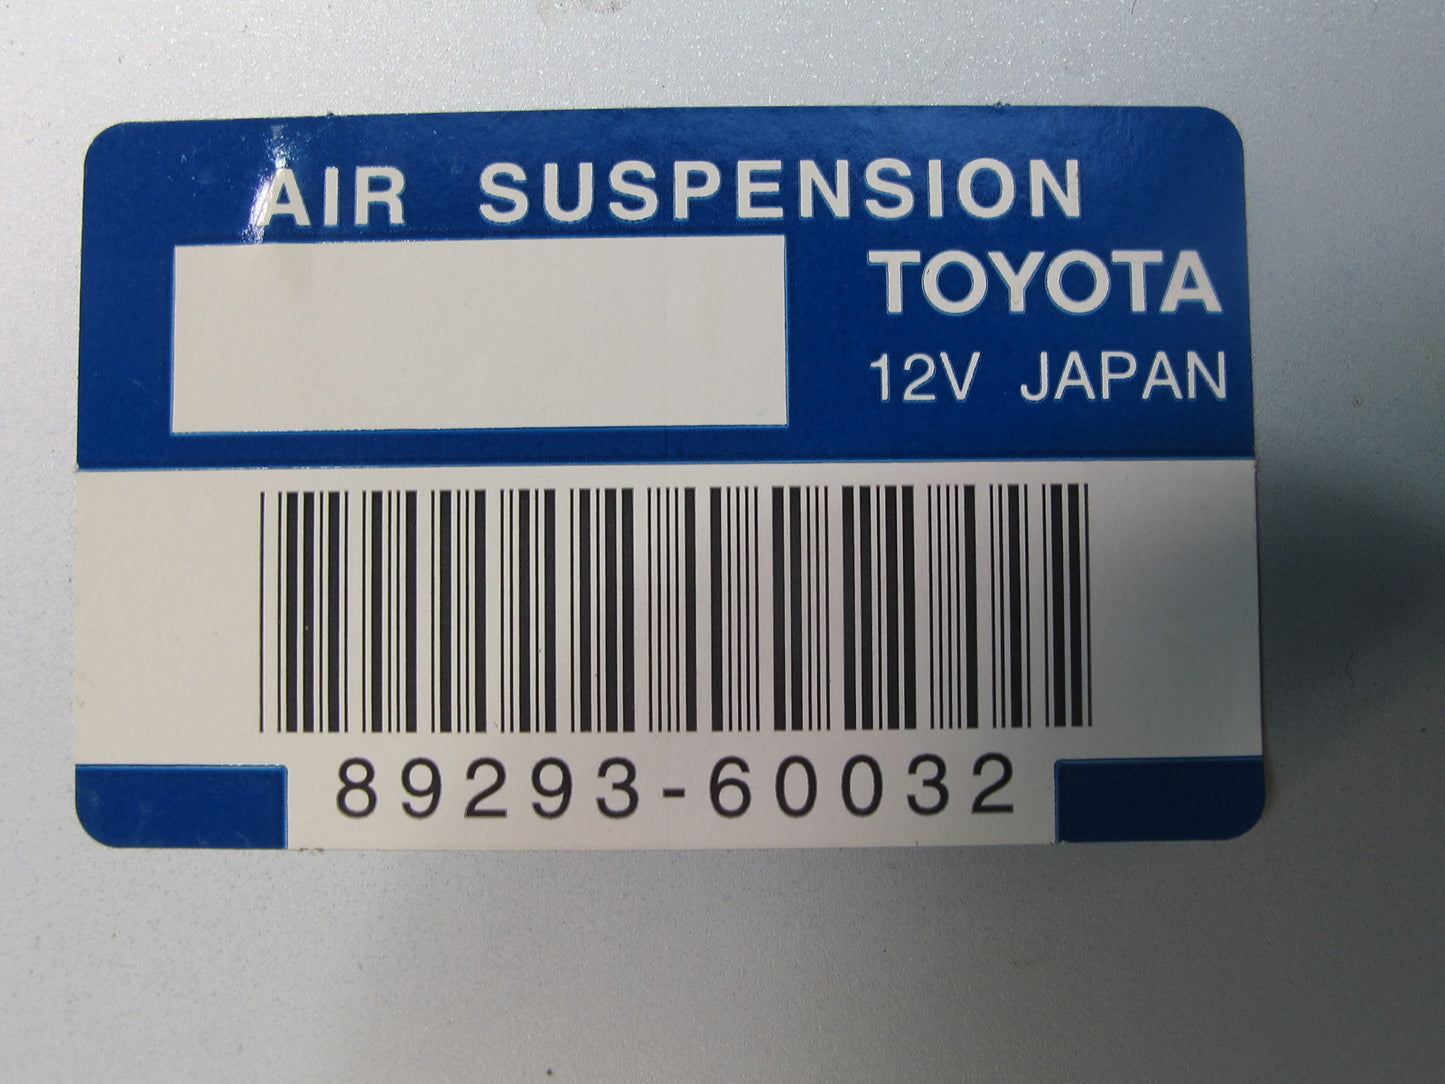 AIR SUSPENSION
TOYOTA
12V JAPAN
89293-60032